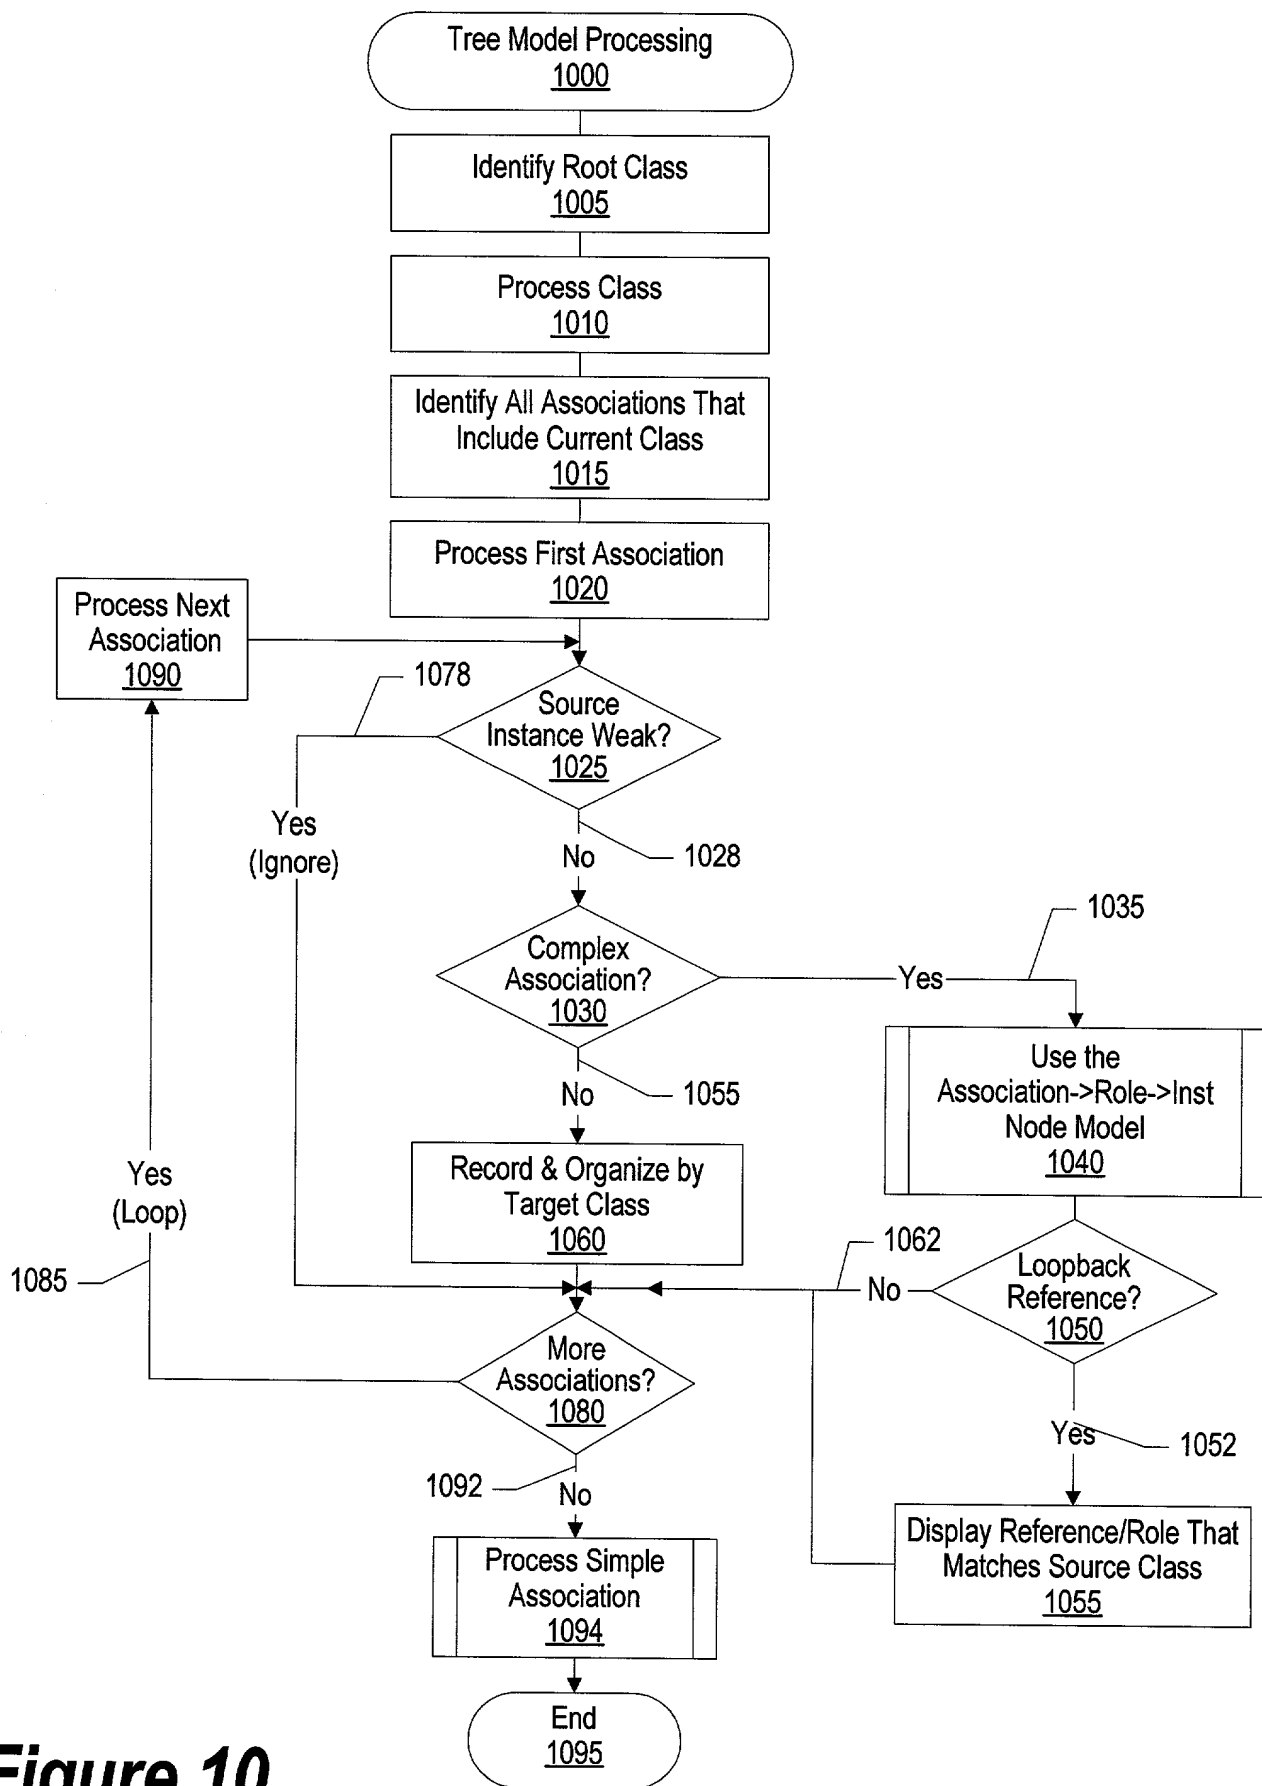 Tree Model Processing
1000
Identify Root Class
1005
Process Class
1010
Identify All Associations That
Include Current Class
1015
Process First Association
1020
Process Next
Association
1090
1078
Source
Instance Weak?
1025
Yes
(Ignore)
No
1028
1035
Complex
Association?
1030
Yes
Use the
Association->Role->Inst
Node Model
1040
1055
No
Record & Organize by
Target Class
1060
Yes
(Loop)
1085
1062
No
Loopback
Reference?
1050
More
Associations?
1080
Yes
1052
1092
No
Display Reference/Role That
Matches Source Class
1055
Process Simple
Association
1094
End
1095
Figure 10